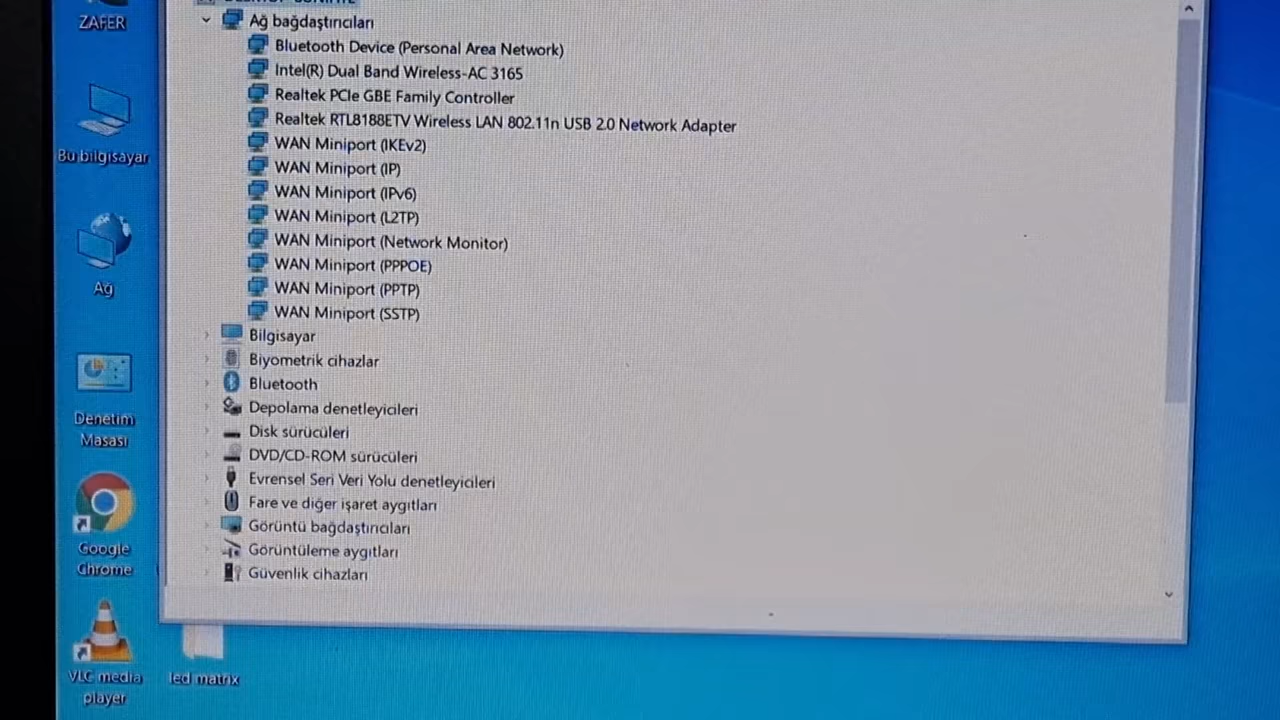 ZAFER
Bu bilgisayar
Ağ
Denetim
Masası
Google
Chrome
VLC media
player
led matrix
Ağ bağdaştırıcıları
Bluetooth Device (Personal Area Network)
Intel(R) Dual Band Wireless-AC 3165
Realtek PCIe GBE Family Controller
Realtek RTL8188ETV Wireless LAN 802.11n USB 2.0 Network Adapter
WAN Miniport (IKEv2)
WAN Miniport (IP)
WAN Miniport (IPv6)
WAN Miniport (L2TP)
WAN Miniport (Network Monitor)
WAN Miniport (PPPOE)
WAN Miniport (PPTP)
WAN Miniport (SSTP)
Bilgisayar
Biyometrik cihazlar
Bluetooth
Depolama denetleyicileri
Disk sürücüleri
DVD/CD-ROM sürücüleri
Evrensel Seri Veri Yolu denetleyicileri
Fare ve diğer işaret aygıtları
Görüntü bağdaştırıcıları
Görüntüleme aygıtları
Güvenlik cihazları